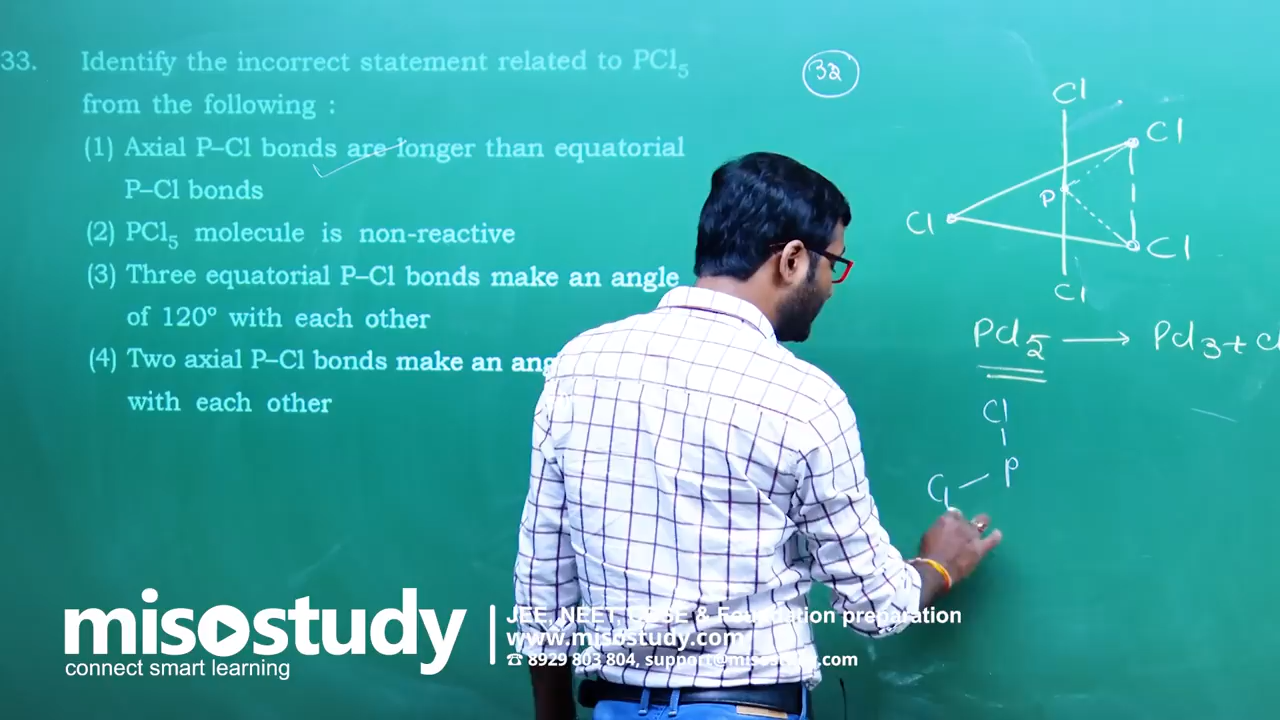 33. Identify the incorrect statement related to PCl5
from the following :
(1) Axial P–Cl bonds are longer than equatorial
P–Cl bonds
(2) PCl5 molecule is non-reactive
(3) Three equatorial P–Cl bonds make an angle
of 120° with each other
(4) Two axial P–Cl bonds make an
with each other
32
Cl
Cl
P
Cl
Cl
Cl
PCl5 → PCl3 +
Cl
P
Cl
misostudy
connect smart learning
JEE, NEET, CBSE & Foundation preparation
www.misostudy.com
☎ 8929 803 804, support@misostudy.com